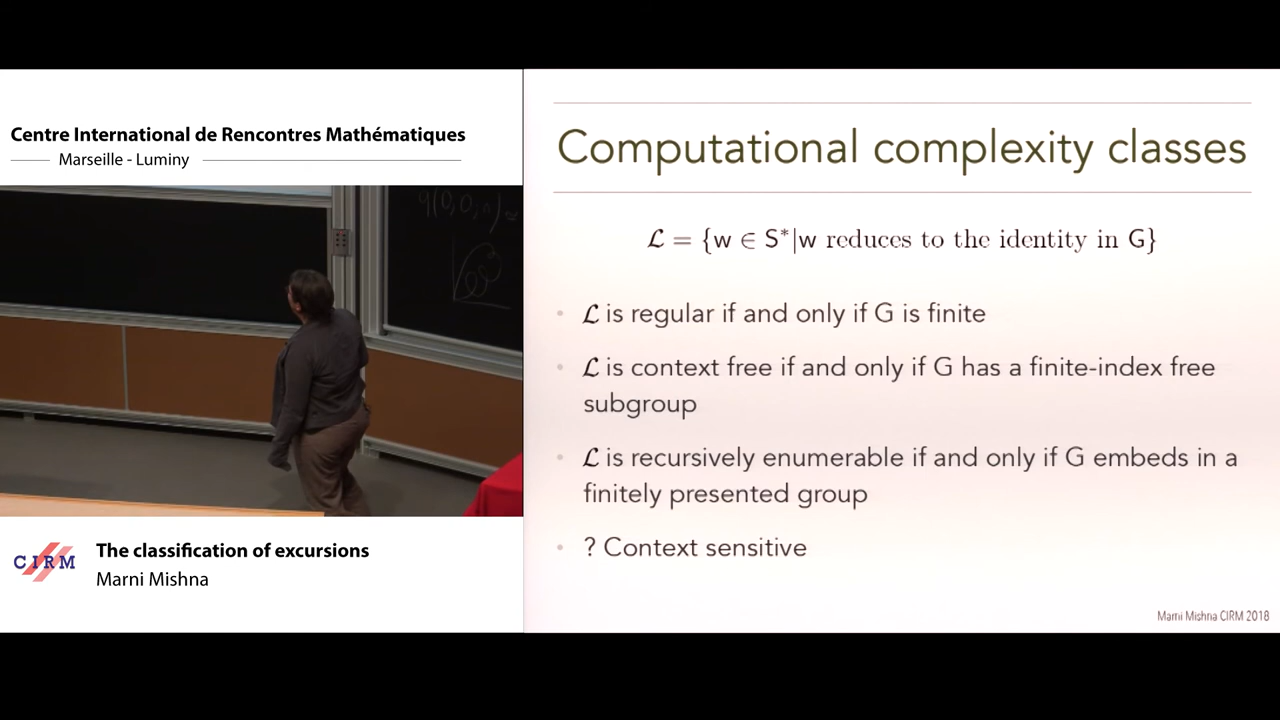 Centre International de Rencontres Mathématiques
Marseille - Luminy
q(0,0,n)
CIRM
The classification of excursions
Marni Mishna
Computational complexity classes
ℒ = {w ∈ S*|w reduces to the identity in G}
• ℒ is regular if and only if G is finite
• ℒ is context free if and only if G has a finite-index free
subgroup
• ℒ is recursively enumerable if and only if G embeds in a
finitely presented group
• ? Context sensitive
Marni Mishna CIRM 2018